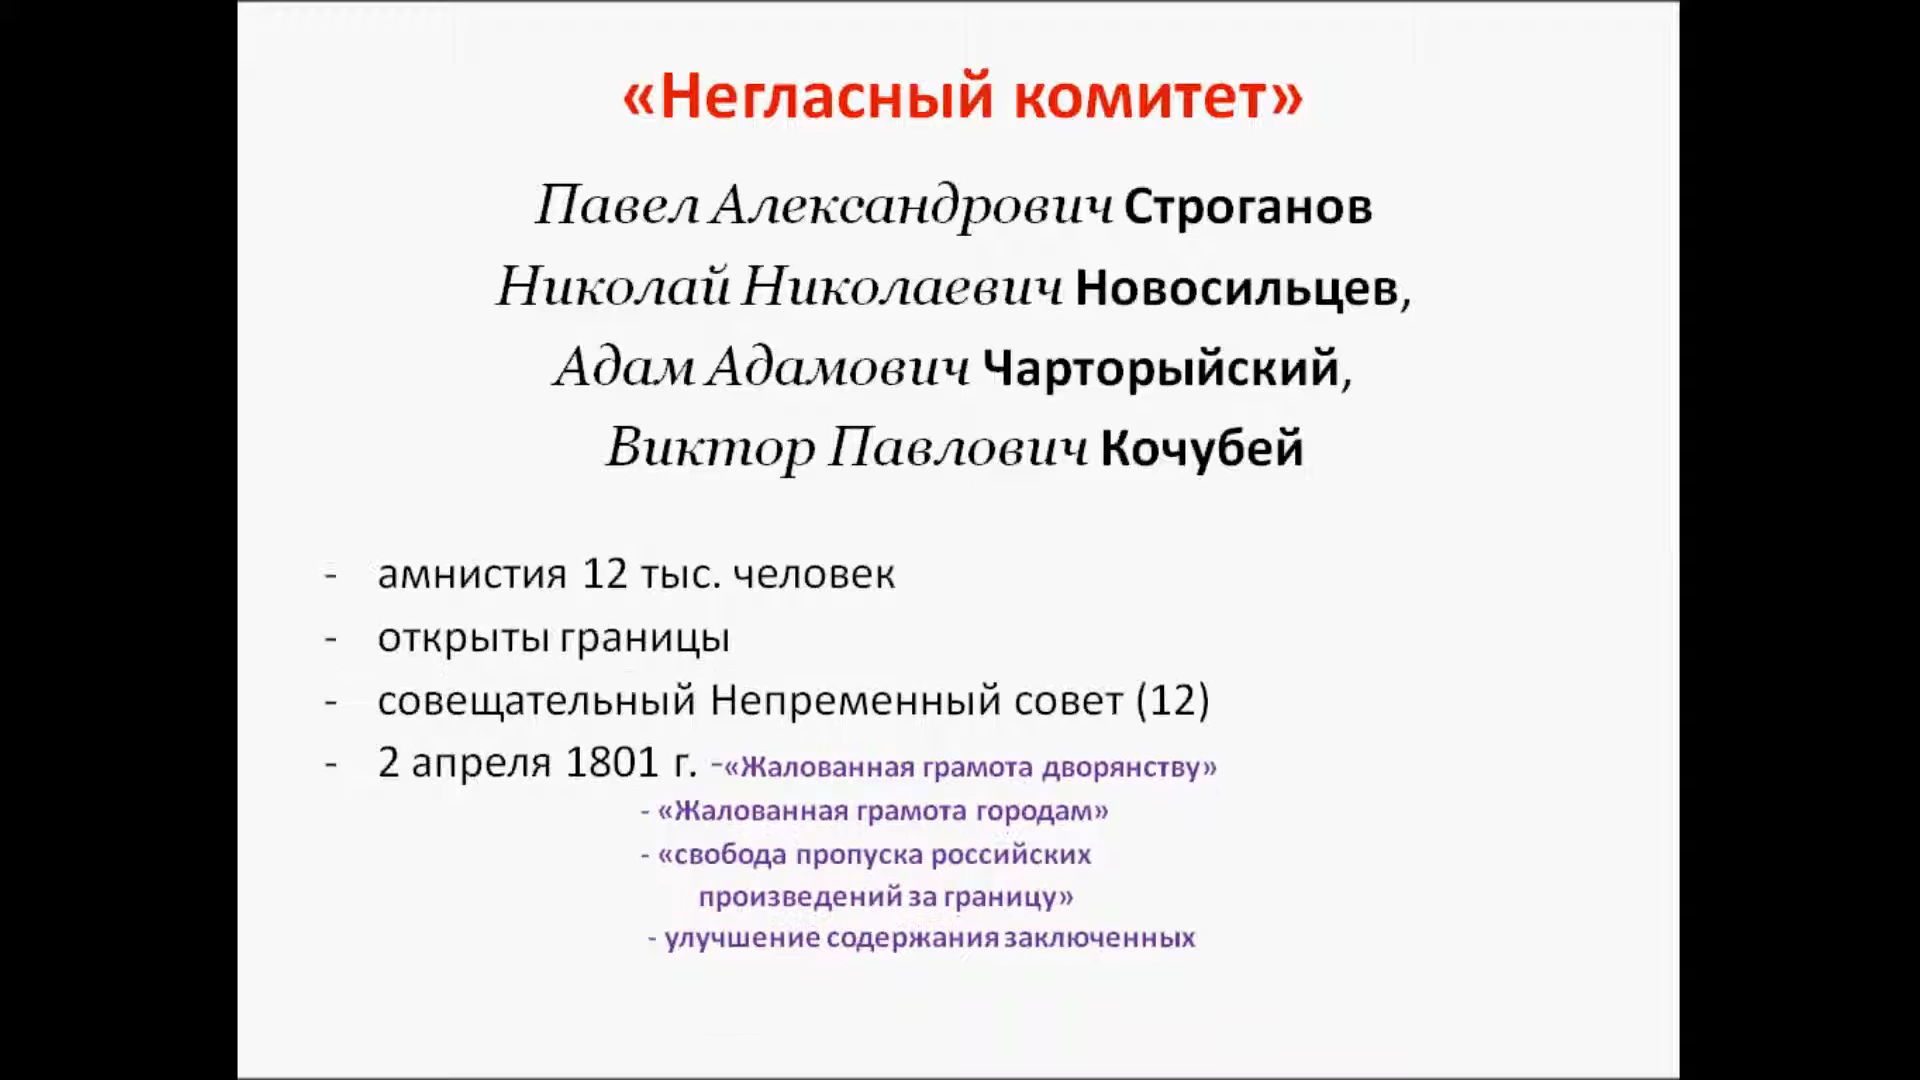 «Негласный комитет»
Павел Александрович Строганов
Николай Николаевич Новосильцев,
Адам Адамович Чарторыйский,
Виктор Павлович Кочубей
- амнистия 12 тыс. человек
- открыты границы
- совещательный Непременный совет (12)
- 2 апреля 1801 г. -«Жалованная грамота дворянству»
- «Жалованная грамота городам»
- «свобода пропуска российских
произведений за границу»
- улучшение содержания заключенных